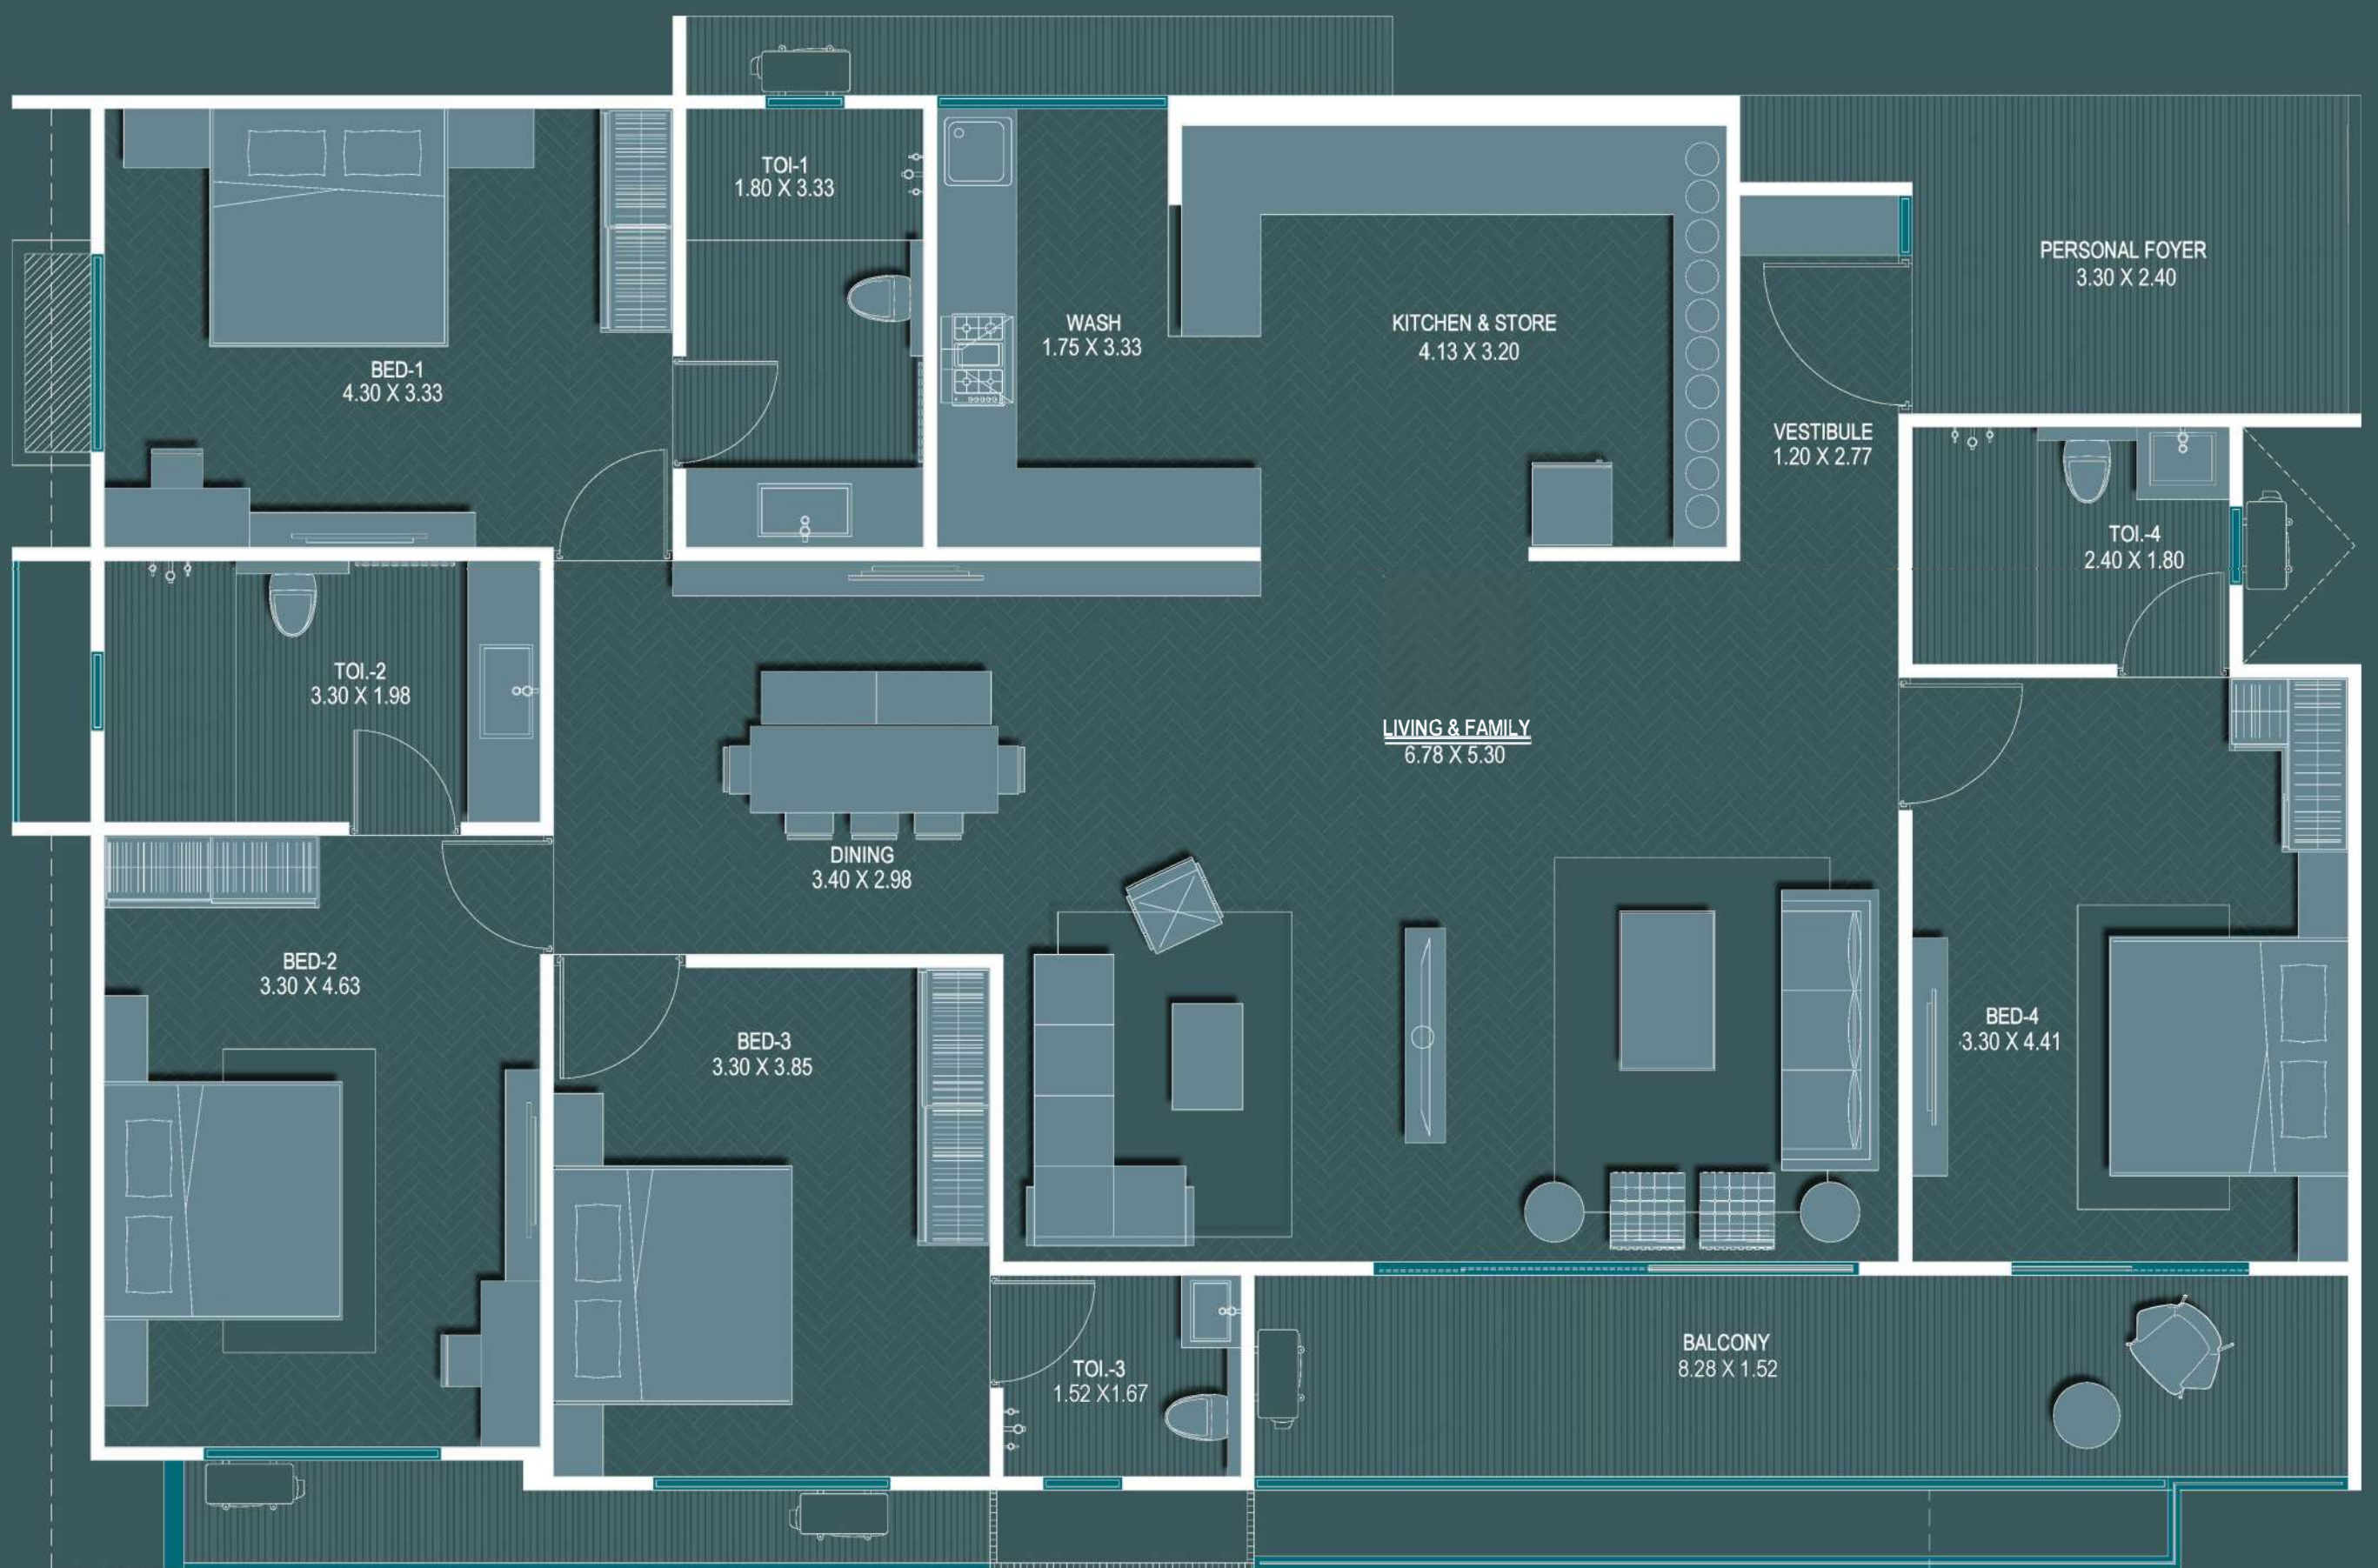 TOI-1
1.80 X 3.33
PERSONAL FOYER
3.30 X 2.40
WASH
1.75 X 3.33
KITCHEN & STORE
4.13 X 3.20
BED-1
4.30 X 3.33
VESTIBULE
1.20 X 2.77
TOI.-4
2.40 X 1.80
TOI.-2
3.30 X 1.98
LIVING & FAMILY
6.78 X 5.30
DINING
3.40 X 2.98
BED-2
3.30 X 4.63
BED-3
3.30 X 3.85
BED-4
3.30 X 4.41
TOI.-3
1.52 X1.67
BALCONY
8.28 X 1.52